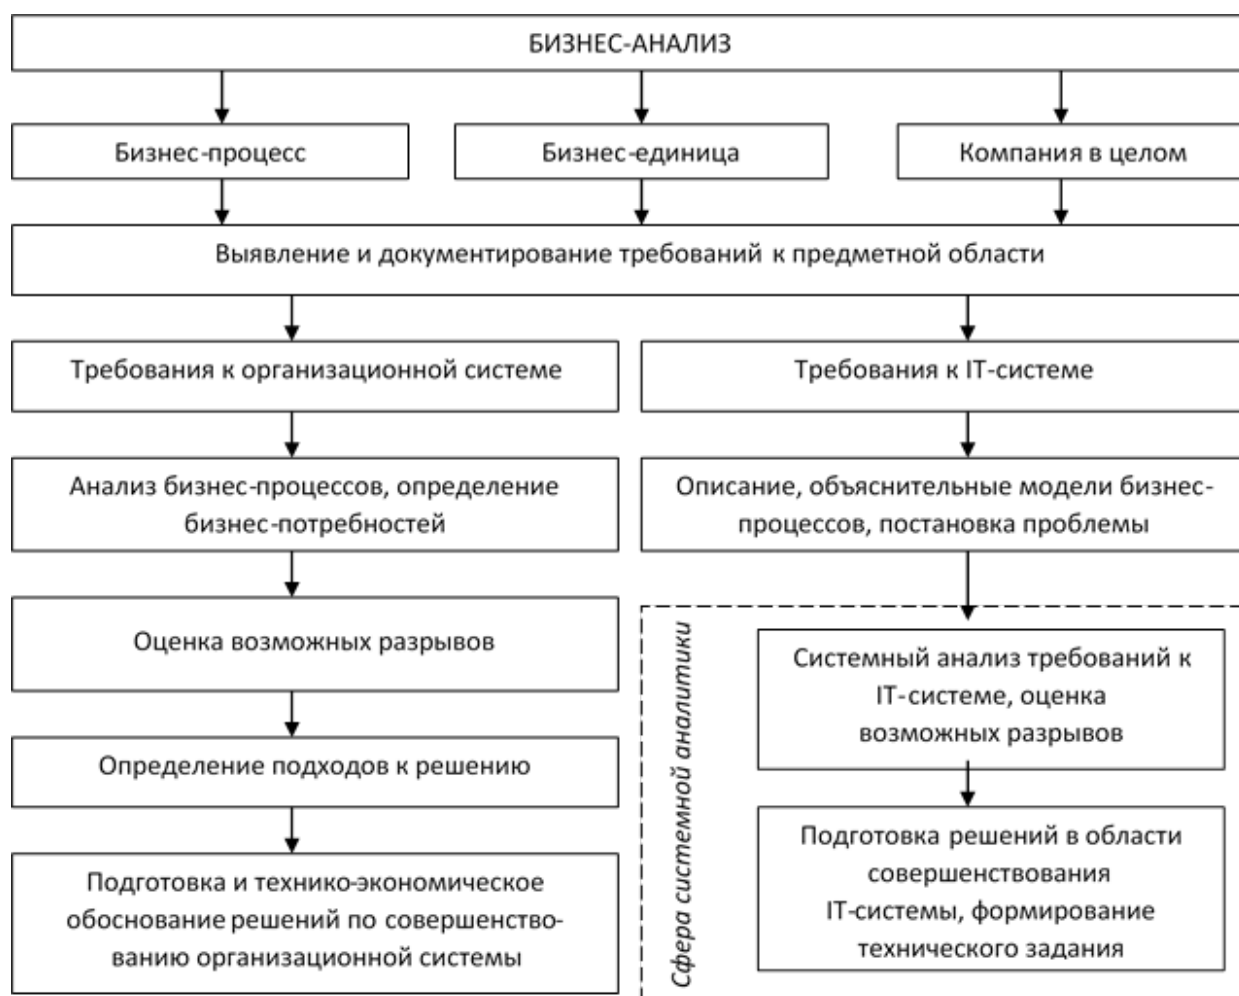 БИЗНЕС-АНАЛИЗ
Бизнес-процесс
Бизнес-единица
Компания в целом
Выявление и документирование требований к предметной области
Требования к организационной системе
Требования к IT-системе
Анализ бизнес-процессов, определение
бизнес-потребностей
Описание, объяснительные модели бизнес-
процессов, постановка проблемы
Оценка возможных разрывов
Определение подходов к решению
Подготовка и технико-экономическое
обоснование решений по совершенство-
ванию организационной системы
Сфера системной аналитики
Системный анализ требований к
IT-системе, оценка
возможных разрывов
Подготовка решений в области
совершенствования
IT-системы, формирование
технического задания